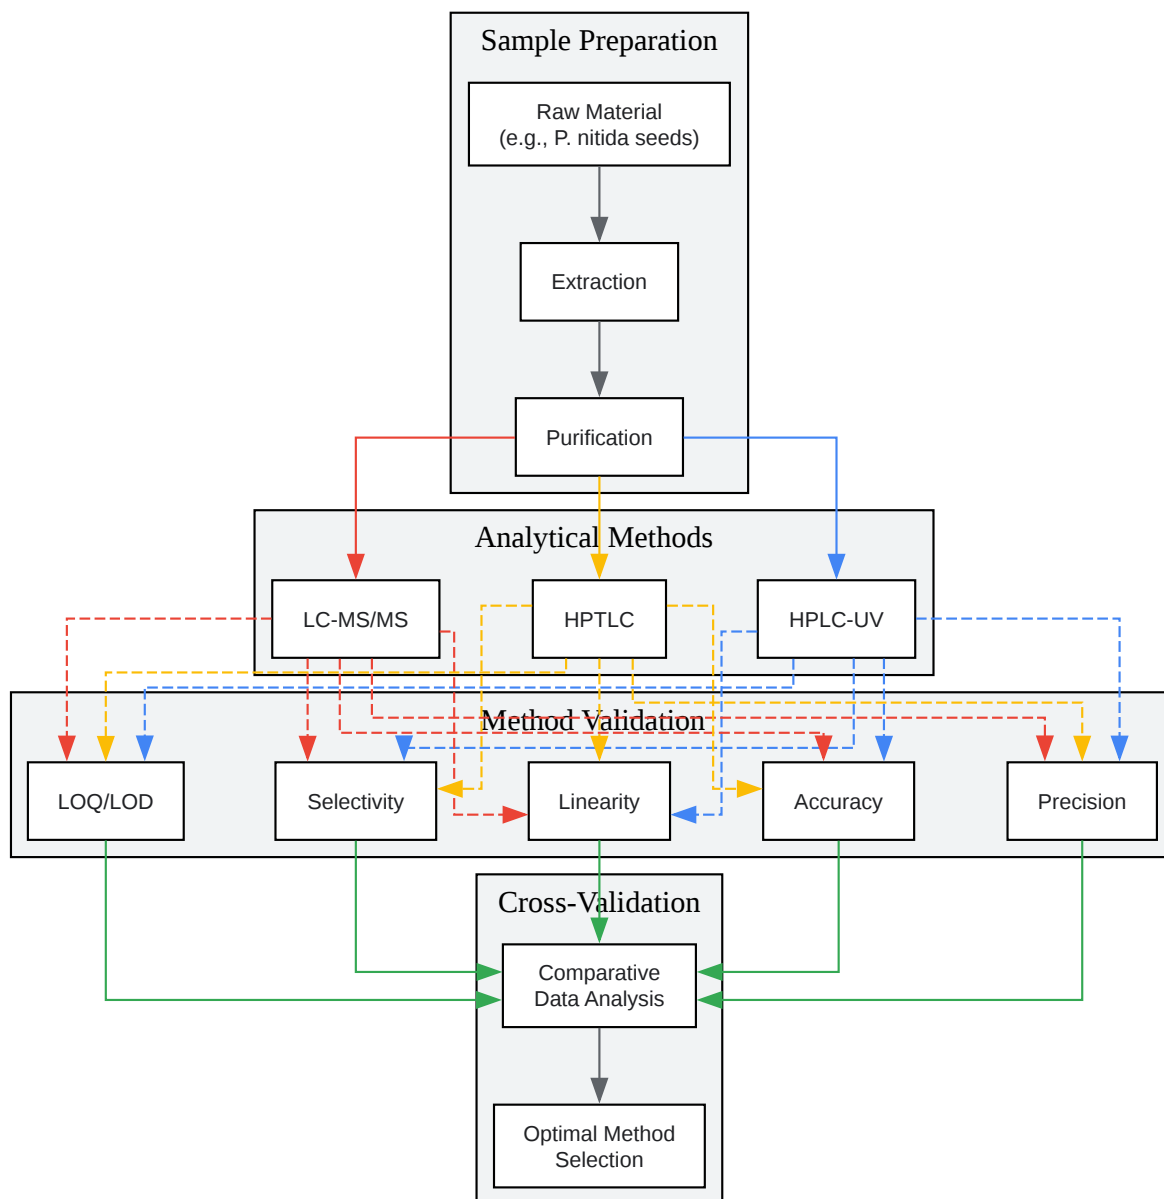 Sample Preparation
Raw Material
(e.g., P. nitida seeds)
Extraction
Purification
Analytical Methods
LC-MS/MS
HPTLC
HPLC-UV
Method Validation
LOQ/LOD
Selectivity
Linearity
Accuracy
Precision
Cross-Validation
Comparative
Data Analysis
Optimal Method
Selection